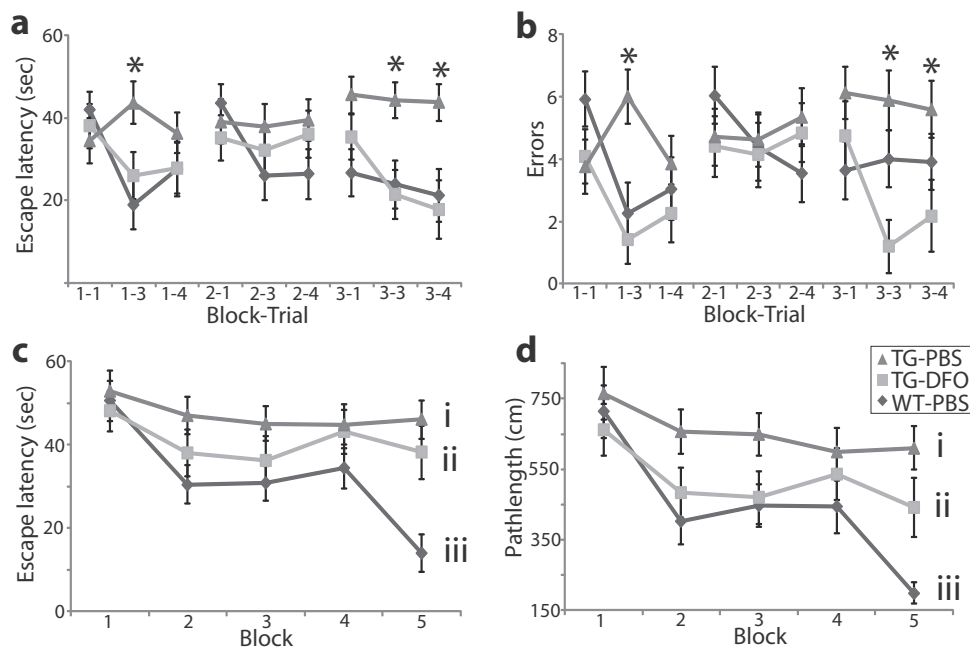 a
Escape latency (sec)
60
40
20
*
*
*
1-1 1-3 1-4 2-1 2-3 2-4 3-1 3-3 3-4
Block-Trial
b
Errors
8
6
4
2
0
*
*
*
1-1 1-3 1-4 2-1 2-3 2-4 3-1 3-3 3-4
Block-Trial
c
Escape latency (sec)
60
40
20
0
i
ii
iii
1 2 3 4 5
Block
d
Pathlength (cm)
750
550
350
150
TG-PBS
TG-DFO
WT-PBS
i
ii
iii
1 2 3 4 5
Block